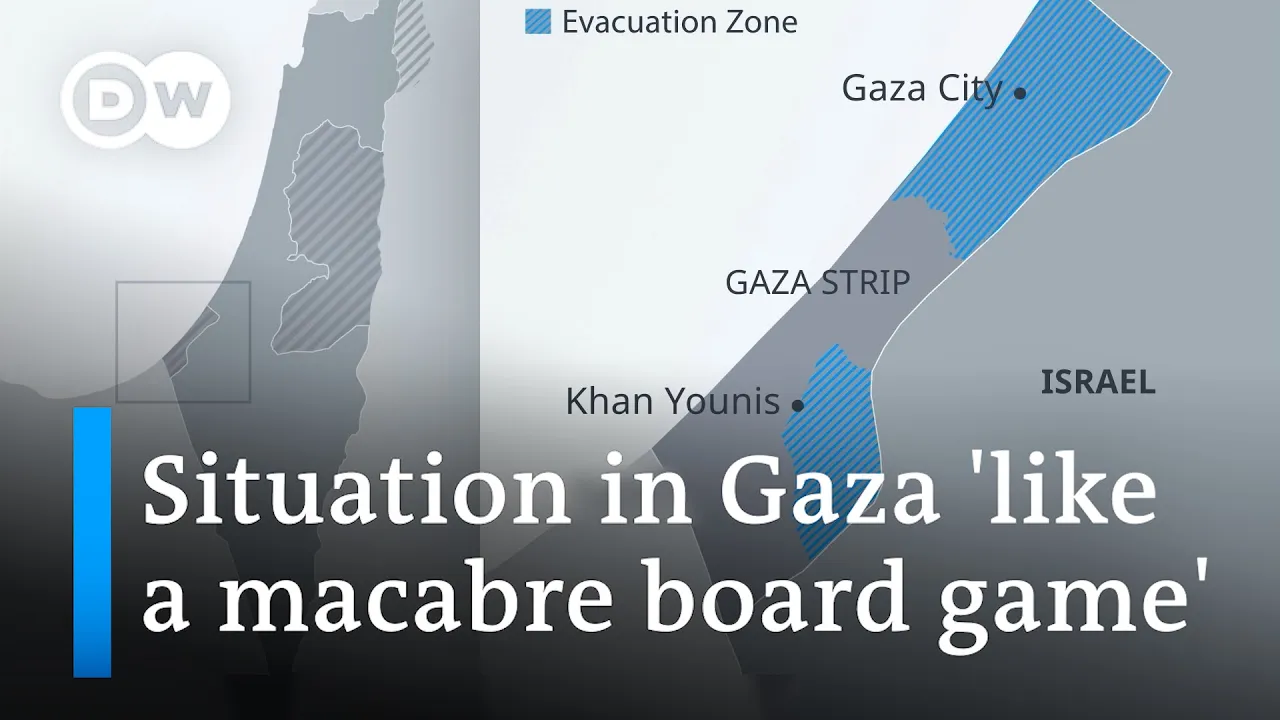 DW
Evacuation Zone
Gaza City
GAZA STRIP
ISRAEL
Khan Younis
Situation in Gaza 'like
a macabre board game'